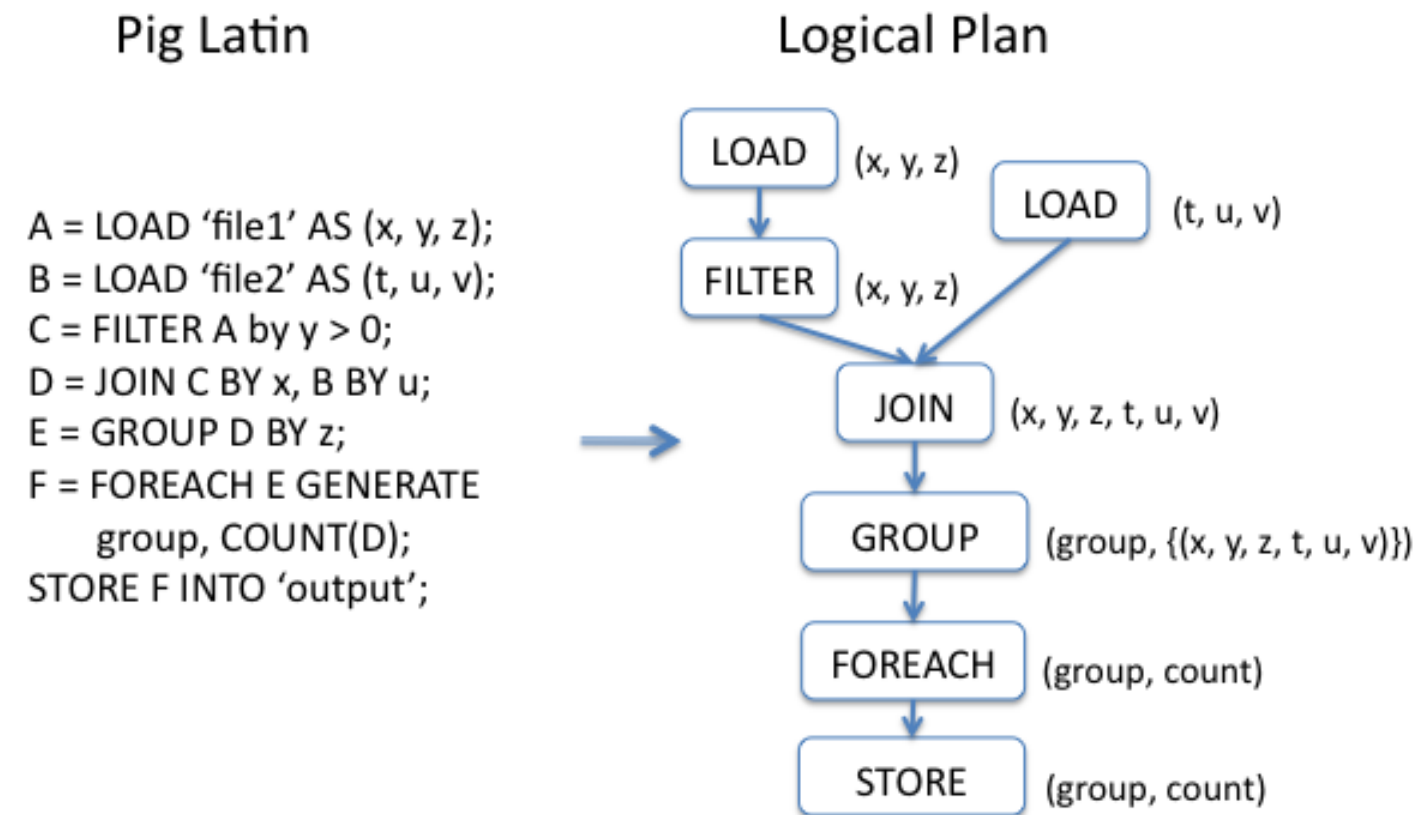 Pig Latin
A = LOAD ‘file1’ AS (x, y, z);
B = LOAD ‘file2’ AS (t, u, v);
C = FILTER A by y > 0;
D = JOIN C BY x, B BY u;
E = GROUP D BY z;
F = FOREACH E GENERATE
group, COUNT(D);
STORE F INTO ‘output’;
Logical Plan
LOAD (x, y, z)
LOAD (t, u, v)
FILTER (x, y, z)
JOIN (x, y, z, t, u, v)
GROUP (group, {(x, y, z, t, u, v)})
FOREACH (group, count)
STORE (group, count)